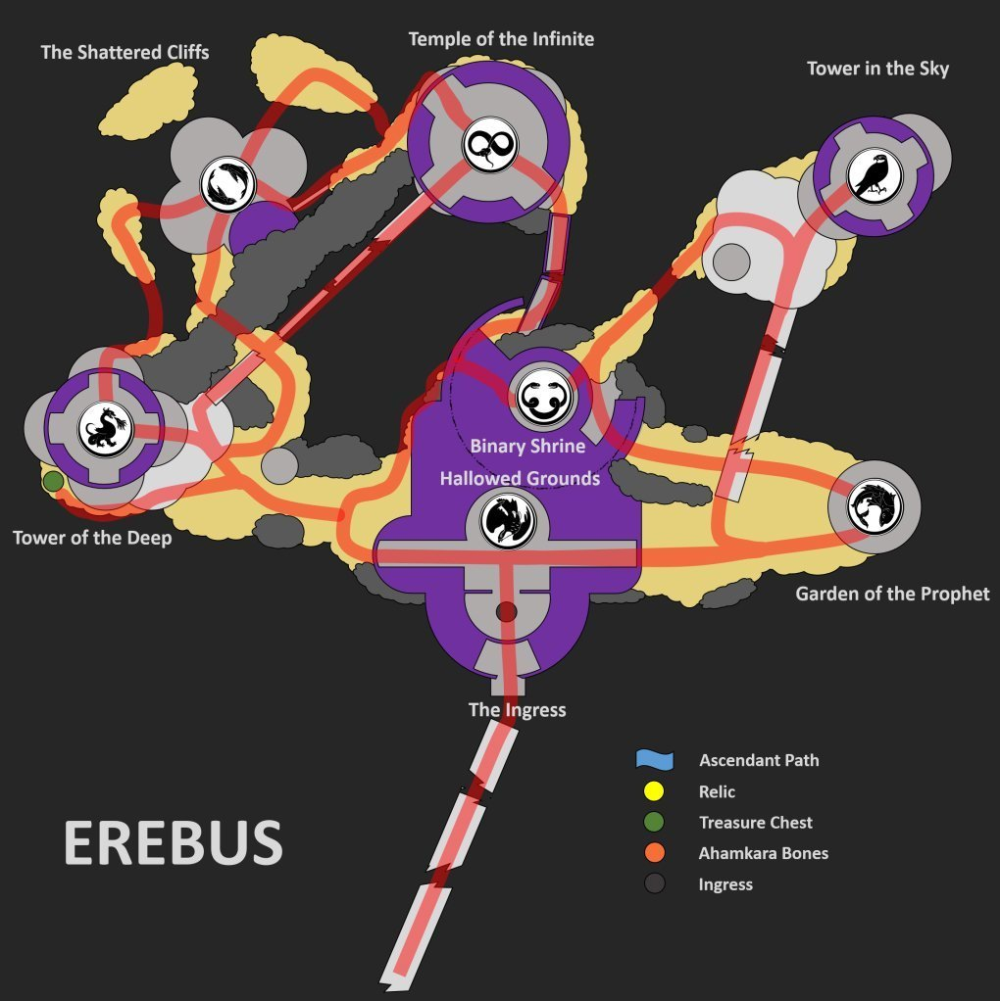 Temple of the Infinite
The Shattered Cliffs
Tower in the Sky
Binary Shrine
Hallowed Grounds
Tower of the Deep
Garden of the Prophet
The Ingress
Ascendant Path
Relic
Treasure Chest
Ahamkara Bones
Ingress
EREBUS